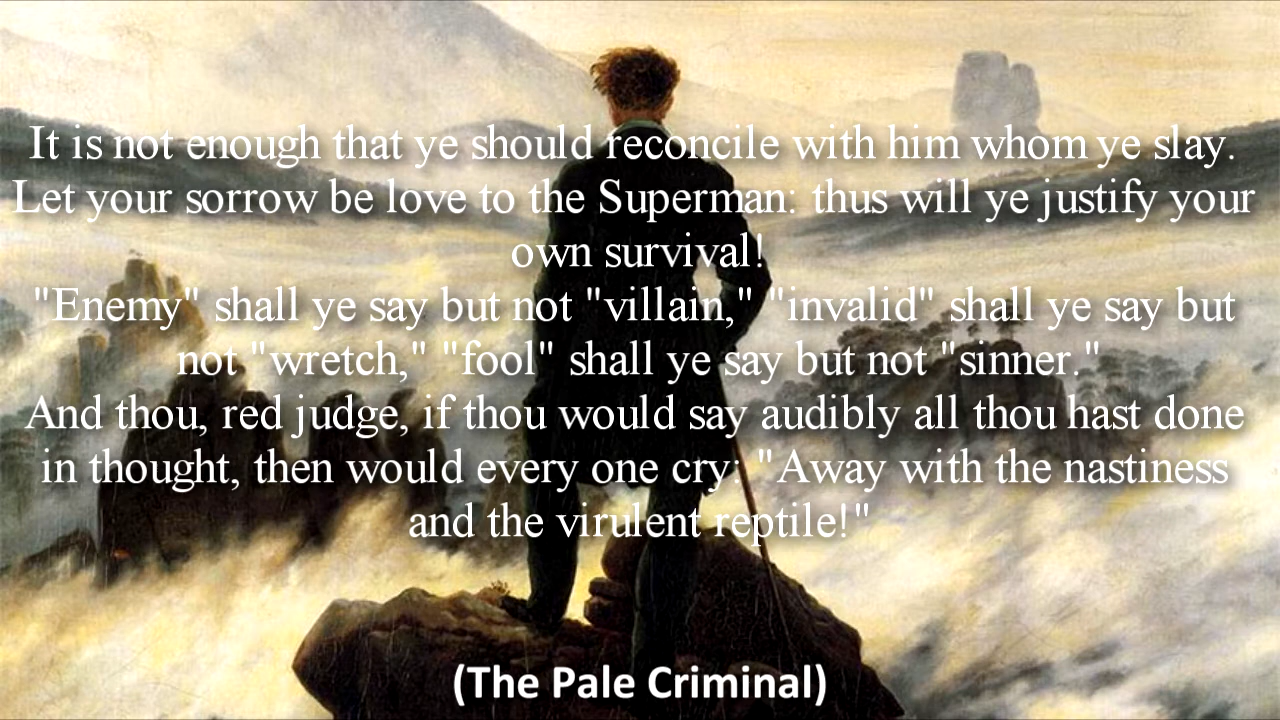 It is not enough that ye should reconcile with him whom ye slay.
Let your sorrow be love to the Superman: thus will ye justify your
own survival!
"Enemy" shall ye say but not "villain," "invalid" shall ye say but
not "wretch," "fool" shall ye say but not "sinner."
And thou, red judge, if thou would say audibly all thou hast done
in thought, then would every one cry: "Away with the nastiness
and the virulent reptile!"
(The Pale Criminal)